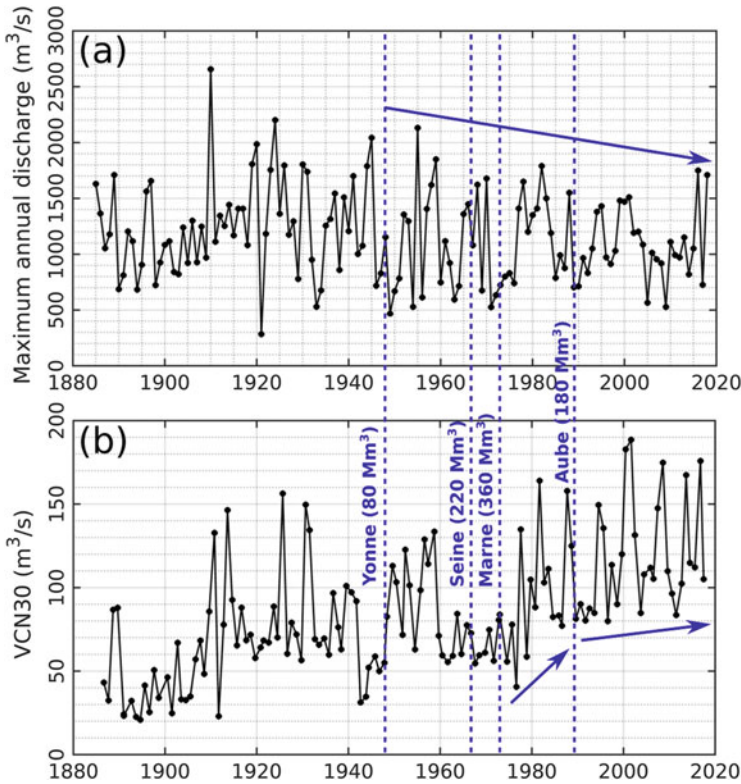 (a)
Maximum annual discharge (m³/s)
3000
2500
2000
1500
1000
500
0
1880 1900 1920 1940 1960 1980 2000 2020
(b)
VCN30 (m³/s)
200
150
100
50
0
Yonne (80 Mm³)
Seine (220 Mm³)
Marne (360 Mm³)
Aube (180 Mm³)
1880 1900 1920 1940 1960 1980 2000 2020